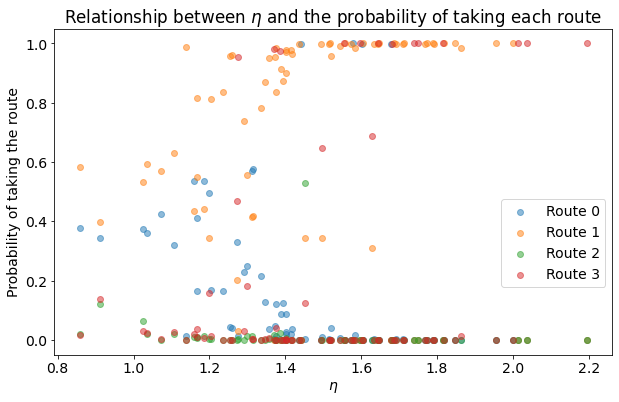 Relationship between η and the probability of taking each route
Probability of taking the route
1.0
0.8
0.6
0.4
0.2
0.0
Route 0
Route 1
Route 2
Route 3
0.8 1.0 1.2 1.4 1.6 1.8 2.0 2.2
η